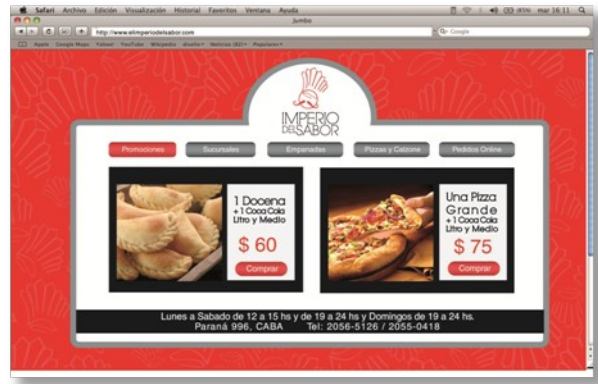 Safari Archivo Edición Visualización Historial Favoritos Ventana Ayuda
(85%) mar 16:11
Jumbo
http://www.elimperiodelsabor.com
Google
Apple Google Maps Yahoo! YouTube Wikipedia diseño Noticias (82) Populares
IMPERIO
DEL SABOR
Promociones Sucursales Empanadas Pizzas y Calzone Pedidos Online
1 Docena
+ 1 Coca Cola
Litro y Medio
$ 60
Comprar
Una Pizza
Grande
+ 1 Coca Cola
Litro y Medio
$ 75
Comprar
Lunes a Sabado de 12 a 15 hs y de 19 a 24 hs y Domingos de 19 a 24 hs.
Paraná 996, CABA Tel: 2056-5126 / 2055-0418